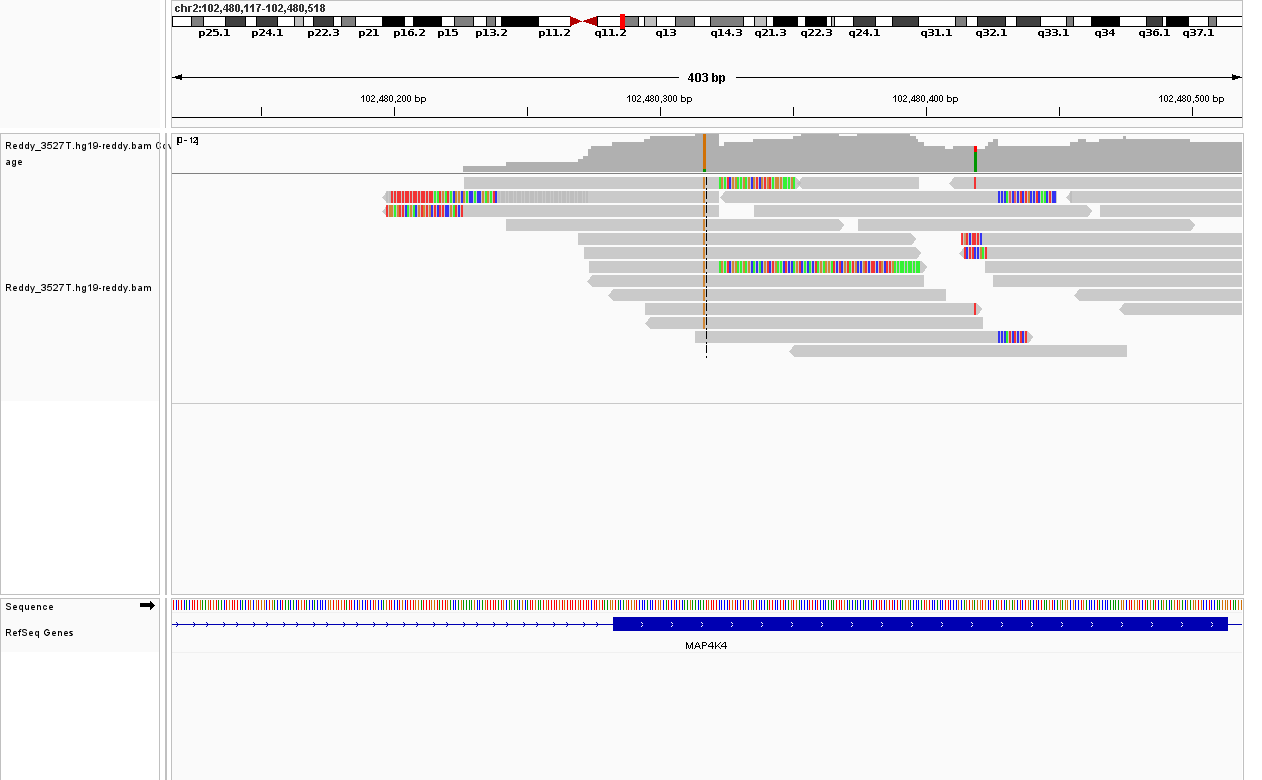 chr2:102,480,117-102,480,518
p25.1 p24.1 p22.3 p21 p16.2 p15 p13.2 p11.2 q11.2 q13 q14.3 q21.3 q22.3 q24.1 q31.1 q32.1 q33.1 q34 q36.1 q37.1
403 bp
102,480,200 bp 102,480,300 bp 102,480,400 bp 102,480,500 bp
[0 - 12]
Reddy_3527T.hg19-reddy.bam Cov
age
Reddy_3527T.hg19-reddy.bam
Sequence
RefSeq Genes
MAP4K4